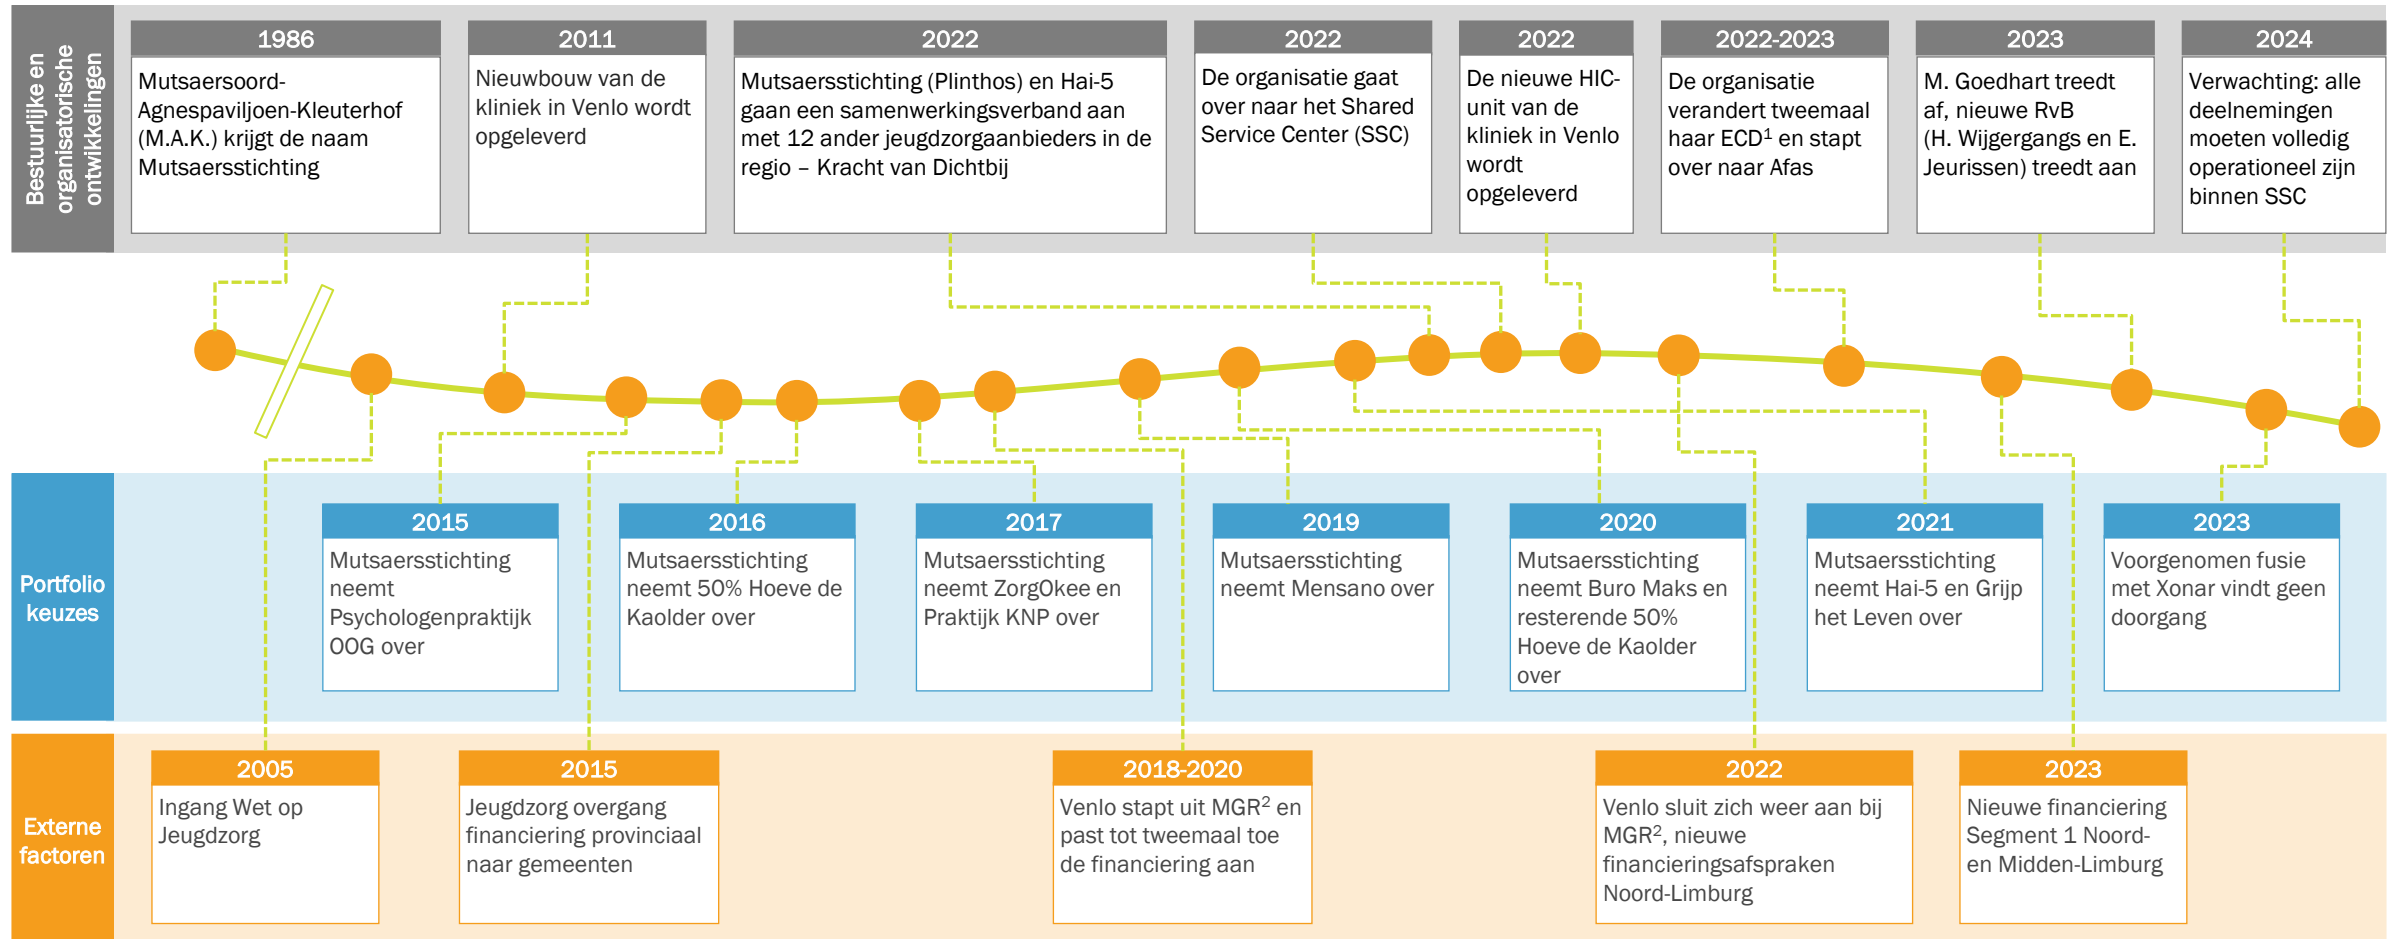 Bestuurlijke en
organisatorische
ontwikkelingen
1986
Mutsaersoord-
Agnespaviljoen-Kleuterhof
(M.A.K.) krijgt de naam
Mutsaersstichting
2011
Nieuwbouw van de
kliniek in Venlo wordt
opgeleverd
2022
Mutsaersstichting (Plinthos) en Hai-5
gaan een samenwerkingsverband aan
met 12 ander jeugdzorgaanbieders in de
regio – Kracht van Dichtbij
2022
De organisatie gaat
over naar het Shared
Service Center (SSC)
2022
De nieuwe HIC-
unit van de
kliniek in Venlo
wordt
opgeleverd
2022-2023
De organisatie
verandert tweemaal
haar ECD¹ en stapt
over naar Afas
2023
M. Goedhart treedt
af, nieuwe RvB
(H. Wijgergangs en E.
Jeurissen) treedt aan
2024
Verwachting: alle
deelnemingen
moeten volledig
operationeel zijn
binnen SSC
Portfolio
keuzes
2015
Mutsaersstichting
neemt
Psychologenpraktijk
OOG over
2016
Mutsaersstichting
neemt 50% Hoeve de
Kaolder over
2017
Mutsaersstichting
neemt ZorgOkee en
Praktijk KNP over
2019
Mutsaersstichting
neemt Mensano over
2020
Mutsaersstichting
neemt Buro Maks en
resterende 50%
Hoeve de Kaolder
over
2021
Mutsaersstichting
neemt Hai-5 en Grijp
het Leven over
2023
Voorgenomen fusie
met Xonar vindt geen
doorgang
Externe
factoren
2005
Ingang Wet op
Jeugdzorg
2015
Jeugdzorg overgang
financiering provinciaal
naar gemeenten
2018-2020
Venlo stapt uit MGR² en
past tot tweemaal toe
de financiering aan
2022
Venlo sluit zich weer aan bij
MGR², nieuwe
financieringsafspraken
Noord-Limburg
2023
Nieuwe financiering
Segment 1 Noord-
en Midden-Limburg